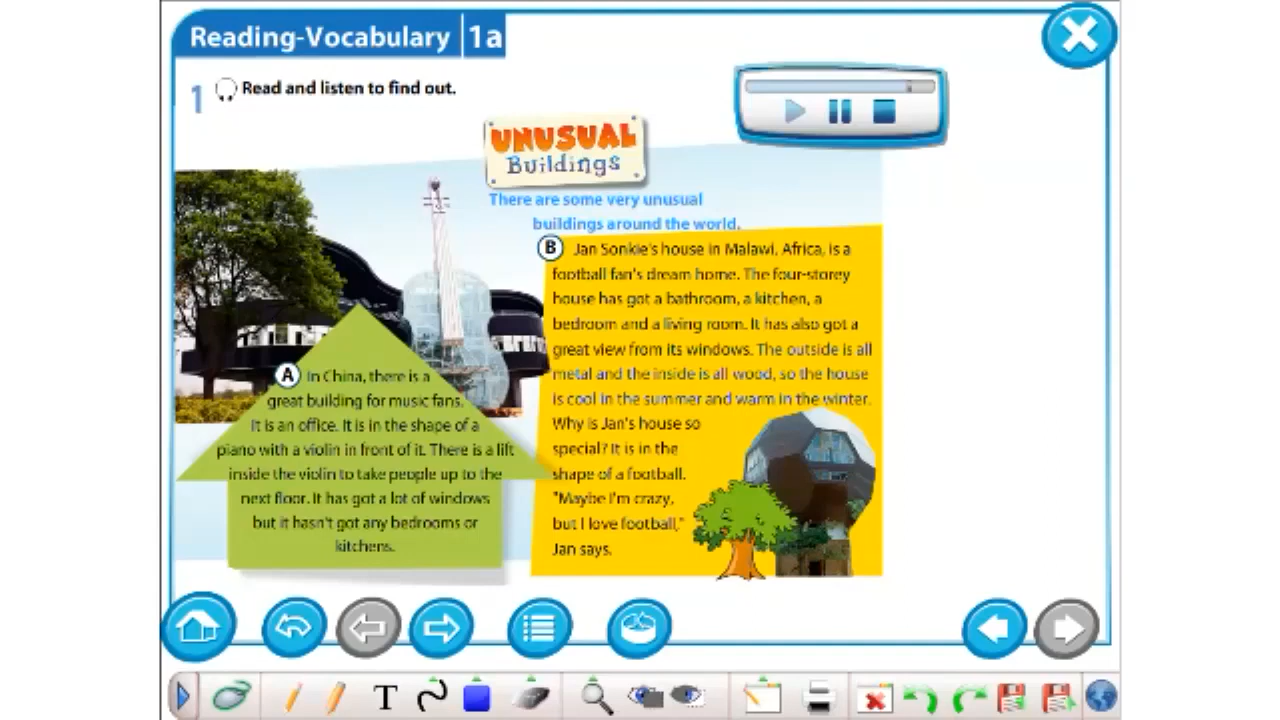 Reading-Vocabulary 1a
1 Read and listen to find out.
UNUSUAL
Buildings
There are some very unusual
buildings around the world.
A In China, there is a
great building for music fans.
It is an office. It is in the shape of a
piano with a violin in front of it. There is a lift
inside the violin to take people up to the
next floor. It has got a lot of windows
but it hasn't got any bedrooms or
kitchens.
B Jan Sonkie's house in Malawi, Africa, is a
football fan's dream home. The four-storey
house has got a bathroom, a kitchen, a
bedroom and a living room. It has also got a
great view from its windows. The outside is all
metal and the inside is all wood, so the house
is cool in the summer and warm in the winter.
Why is Jan's house so
special? It is in the
shape of a football.
"Maybe I'm crazy,
but I love football,"
Jan says.
T